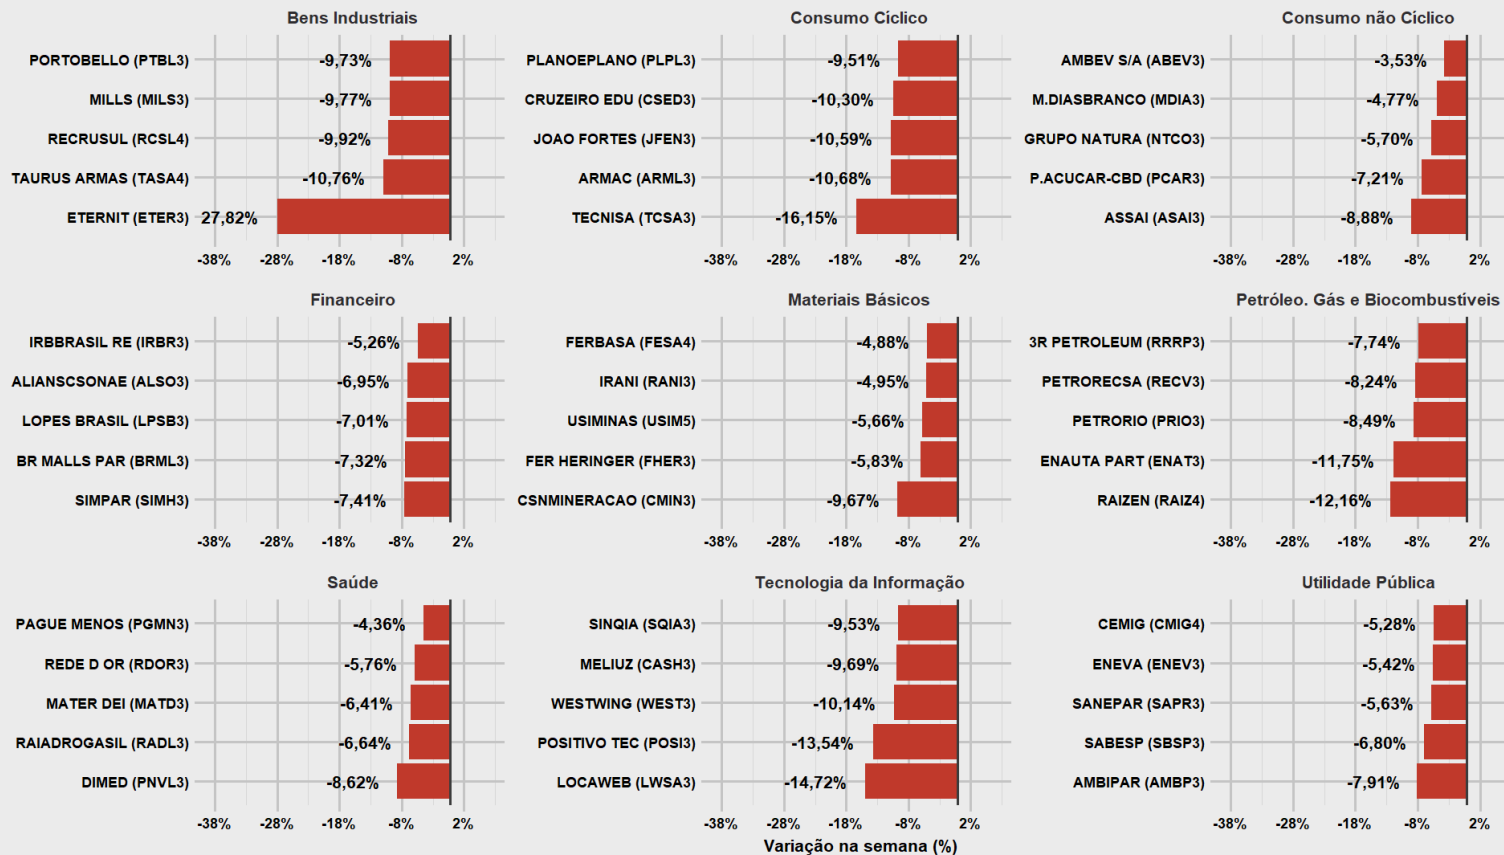 Bens Industriais
PORTOBELLO (PTBL3) -9,73%
MILLS (MILS3) -9,77%
RECRUSUL (RCSL4) -9,92%
TAURUS ARMAS (TASA4) -10,76%
ETERNIT (ETER3) 27,82%
-38% -28% -18% -8% 2%
Consumo Cíclico
PLANOEPLANO (PLPL3) -9,51%
CRUZEIRO EDU (CSED3) -10,30%
JOAO FORTES (JFEN3) -10,59%
ARMAC (ARML3) -10,68%
TECNISA (TCSA3) -16,15%
-38% -28% -18% -8% 2%
Consumo não Cíclico
AMBEV S/A (ABEV3) -3,53%
M.DIASBRANCO (MDIA3) -4,77%
GRUPO NATURA (NTCO3) -5,70%
P.ACUCAR-CBD (PCAR3) -7,21%
ASSAI (ASAI3) -8,88%
-38% -28% -18% -8% 2%
Financeiro
IRBBRASIL RE (IRBR3) -5,26%
ALIANSCSONAE (ALSO3) -6,95%
LOPES BRASIL (LPSB3) -7,01%
BR MALLS PAR (BRML3) -7,32%
SIMPAR (SIMH3) -7,41%
-38% -28% -18% -8% 2%
Materiais Básicos
FERBASA (FESA4) -4,88%
IRANI (RANI3) -4,95%
USIMINAS (USIM5) -5,66%
FER HERINGER (FHER3) -5,83%
CSNMINERACAO (CMIN3) -9,67%
-38% -28% -18% -8% 2%
Petróleo. Gás e Biocombustíveis
3R PETROLEUM (RRRP3) -7,74%
PETRORECSA (RECV3) -8,24%
PETRORIO (PRIO3) -8,49%
ENAUTA PART (ENAT3) -11,75%
RAIZEN (RAIZ4) -12,16%
-38% -28% -18% -8% 2%
Saúde
PAGUE MENOS (PGMN3) -4,36%
REDE D OR (RDOR3) -5,76%
MATER DEI (MATD3) -6,41%
RAIADROGASIL (RADL3) -6,64%
DIMED (PNVL3) -8,62%
-38% -28% -18% -8% 2%
Tecnologia da Informação
SINQIA (SQIA3) -9,53%
MELIUZ (CASH3) -9,69%
WESTWING (WEST3) -10,14%
POSITIVO TEC (POSI3) -13,54%
LOCAWEB (LWSA3) -14,72%
-38% -28% -18% -8% 2%
Utilidade Pública
CEMIG (CMIG4) -5,28%
ENEVA (ENEV3) -5,42%
SANEPAR (SAPR3) -5,63%
SABESP (SBSP3) -6,80%
AMBIPAR (AMBP3) -7,91%
-38% -28% -18% -8% 2%
Variação na semana (%)